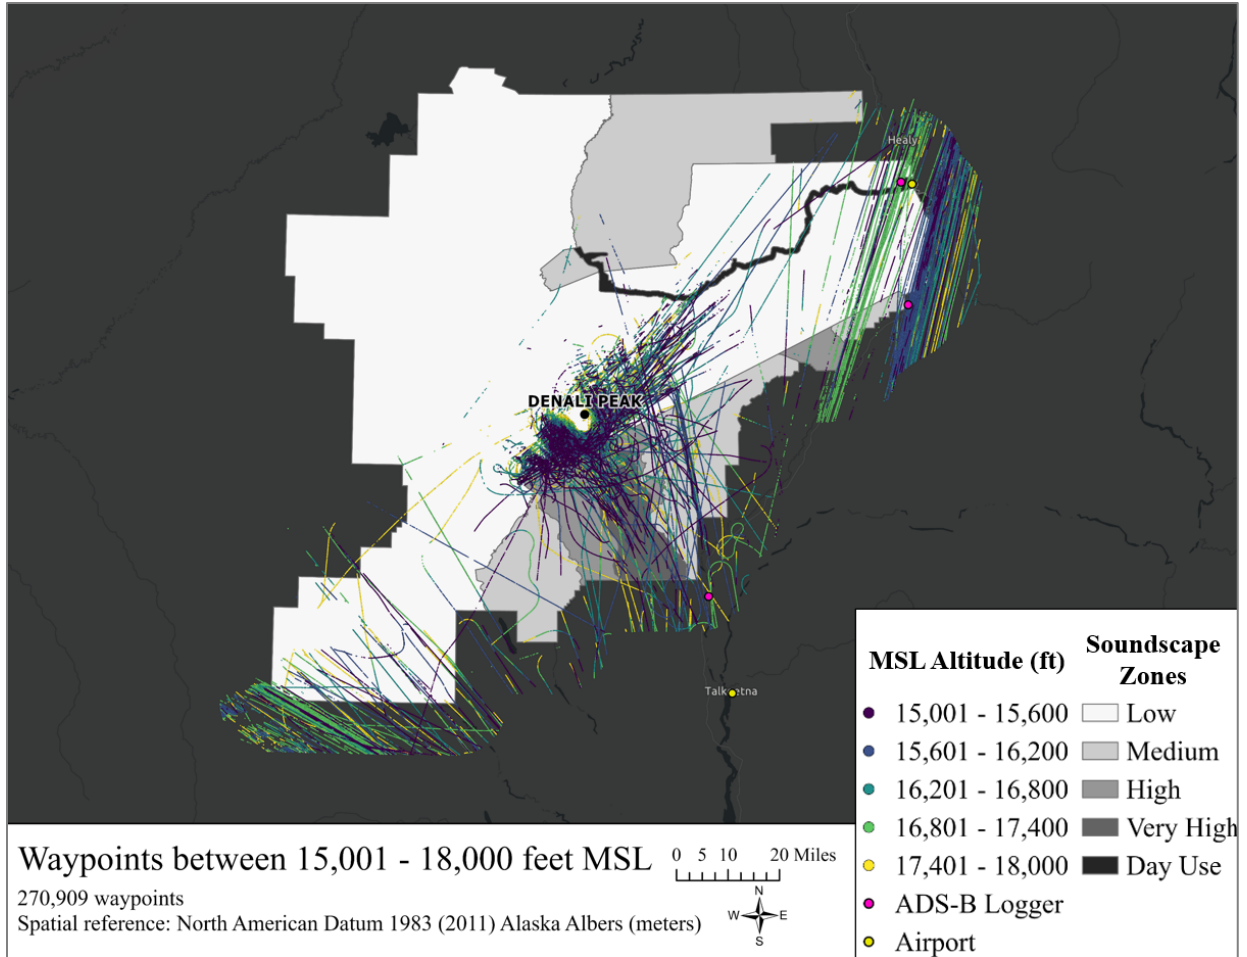 Healy
DENALI PEAK
Talkeetna
Waypoints between 15,001 - 18,000 feet MSL
270,909 waypoints
Spatial reference: North American Datum 1983 (2011) Alaska Albers (meters)
0 5 10 20 Miles
N
W E
S
MSL Altitude (ft)
15,001 - 15,600
15,601 - 16,200
16,201 - 16,800
16,801 - 17,400
17,401 - 18,000
ADS-B Logger
Airport
Soundscape
Zones
Low
Medium
High
Very High
Day Use